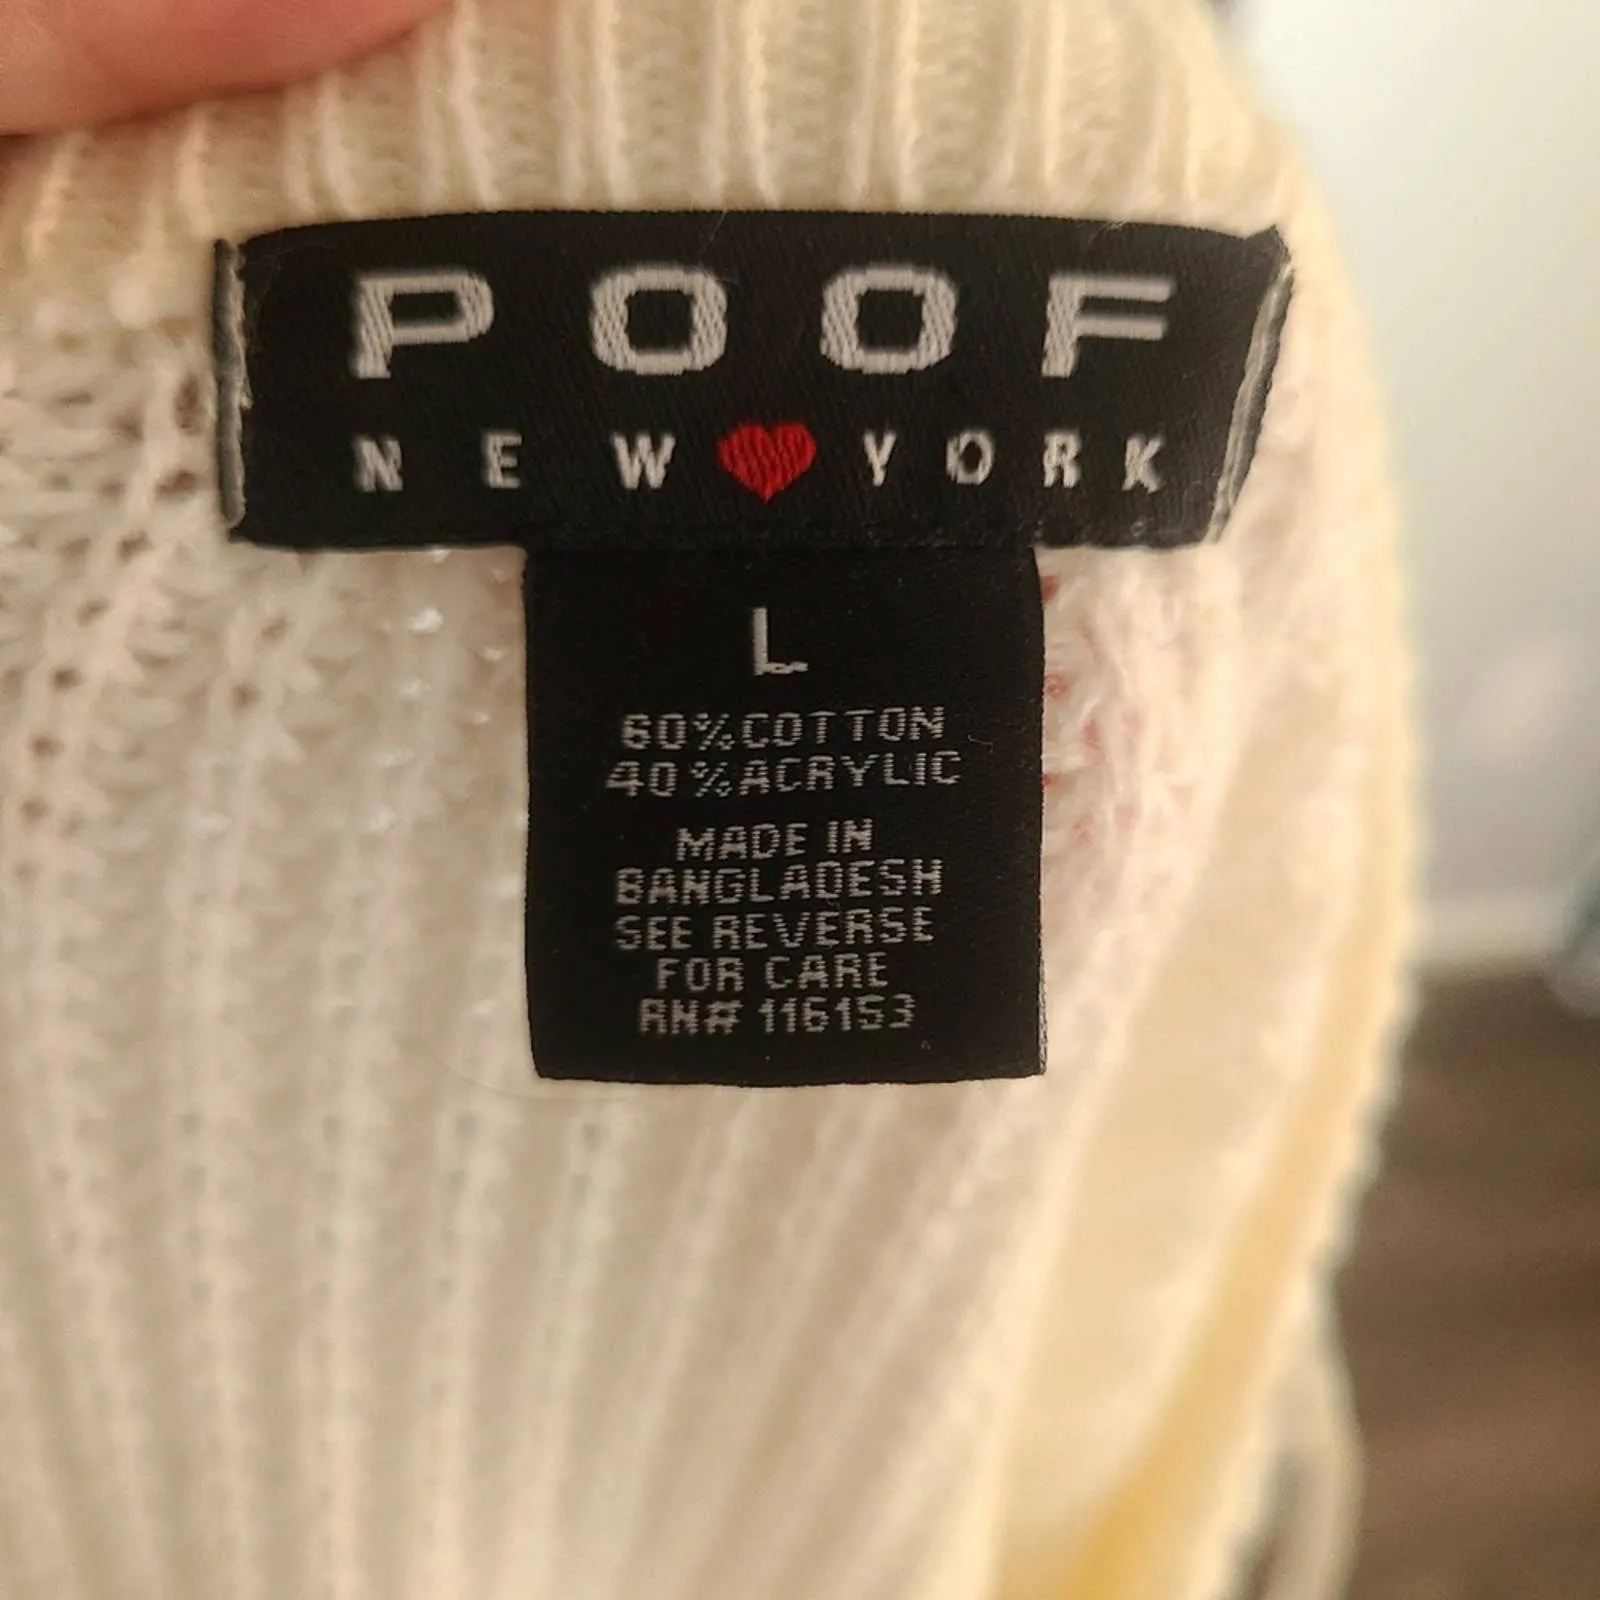 POOF
NEW YORK
L
60%COTTON
40%ACRYLIC
MADE IN
BANGLADESH
SEE REVERSE
FOR CARE
RN# 116153